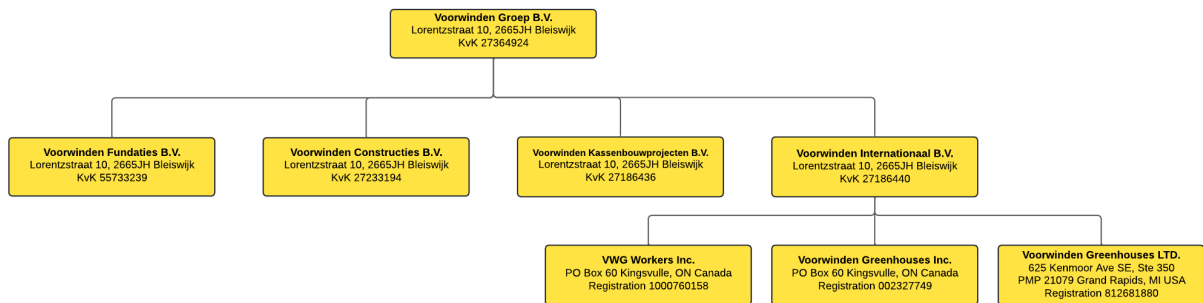 Voorwinden Groep B.V.
Lorentzstraat 10, 2665JH Bleiswijk
KvK 27364924
Voorwinden Fundaties B.V.
Lorentzstraat 10, 2665JH Bleiswijk
KvK 55733239
Voorwinden Constructies B.V.
Lorentzstraat 10, 2665JH Bleiswijk
KvK 27233194
Voorwinden Kassenbouwprojecten B.V.
Lorentzstraat 10, 2665JH Bleiswijk
KvK 27186436
Voorwinden Internationaal B.V.
Lorentzstraat 10, 2665JH Bleiswijk
KvK 27186440
VWG Workers Inc.
PO Box 60 Kingsvulle, ON Canada
Registration 1000760158
Voorwinden Greenhouses Inc.
PO Box 60 Kingsvulle, ON Canada
Registration 002327749
Voorwinden Greenhouses LTD.
625 Kenmoor Ave SE, Ste 350
PMP 21079 Grand Rapids, MI USA
Registration 812681880